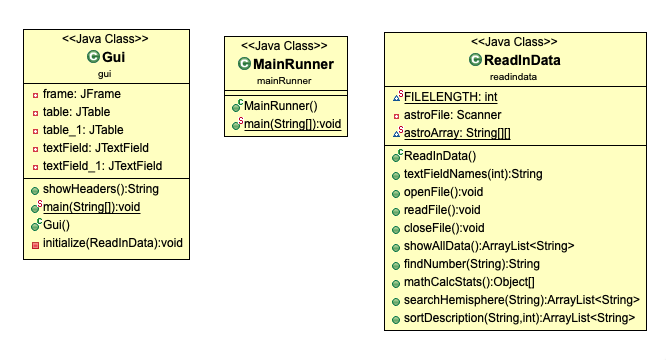 <<Java Class>>
Gui
gui
frame: JFrame
table: JTable
table_1: JTable
textField: JTextField
textField_1: JTextField
showHeaders():String
main(String[]):void
Gui()
initialize(ReadInData):void
<<Java Class>>
MainRunner
mainRunner
MainRunner()
main(String[]):void
<<Java Class>>
ReadInData
readindata
FILELENGTH: int
astroFile: Scanner
astroArray: String[][]
ReadInData()
textFieldNames(int):String
openFile():void
readFile():void
closeFile():void
showAllData():ArrayList<String>
findNumber(String):String
mathCalcStats():Object[]
searchHemisphere(String):ArrayList<String>
sortDescription(String,int):ArrayList<String>